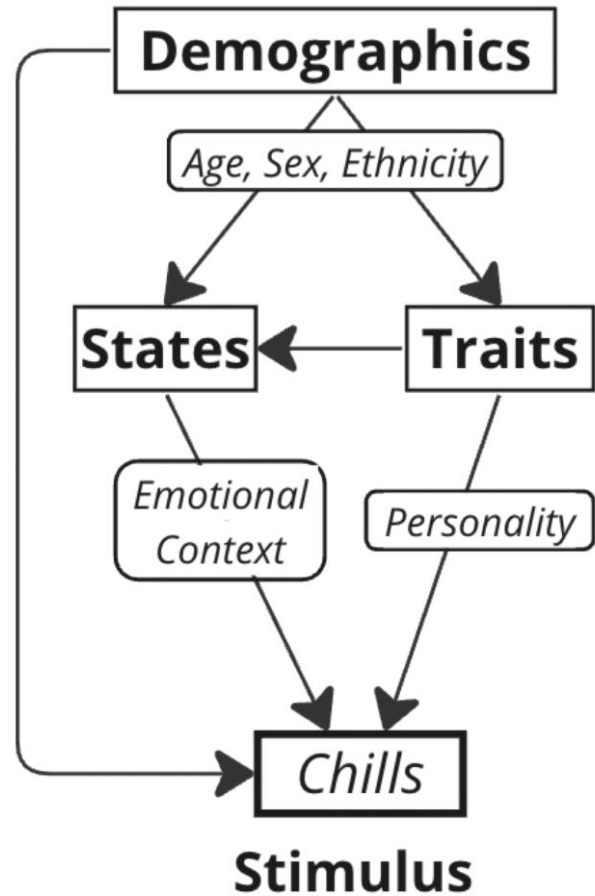 Demographics
Age, Sex, Ethnicity
States
Traits
Emotional
Context
Personality
Chills
Stimulus